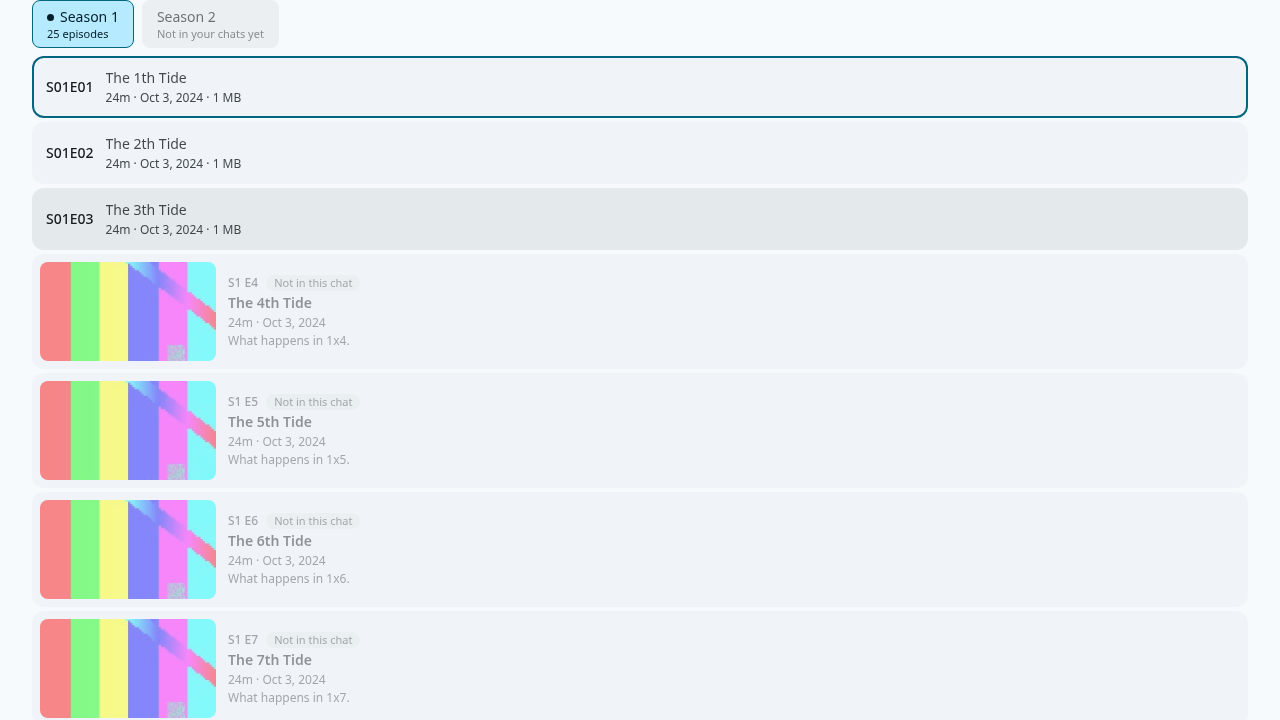 Season 1
25 episodes
Season 2
Not in your chats yet
S01E01
The 1th Tide
24m · Oct 3, 2024 · 1 MB
S01E02
The 2th Tide
24m · Oct 3, 2024 · 1 MB
S01E03
The 3th Tide
24m · Oct 3, 2024 · 1 MB
S1 E4 Not in this chat
The 4th Tide
24m · Oct 3, 2024
What happens in 1x4.
S1 E5 Not in this chat
The 5th Tide
24m · Oct 3, 2024
What happens in 1x5.
S1 E6 Not in this chat
The 6th Tide
24m · Oct 3, 2024
What happens in 1x6.
S1 E7 Not in this chat
The 7th Tide
24m · Oct 3, 2024
What happens in 1x7.